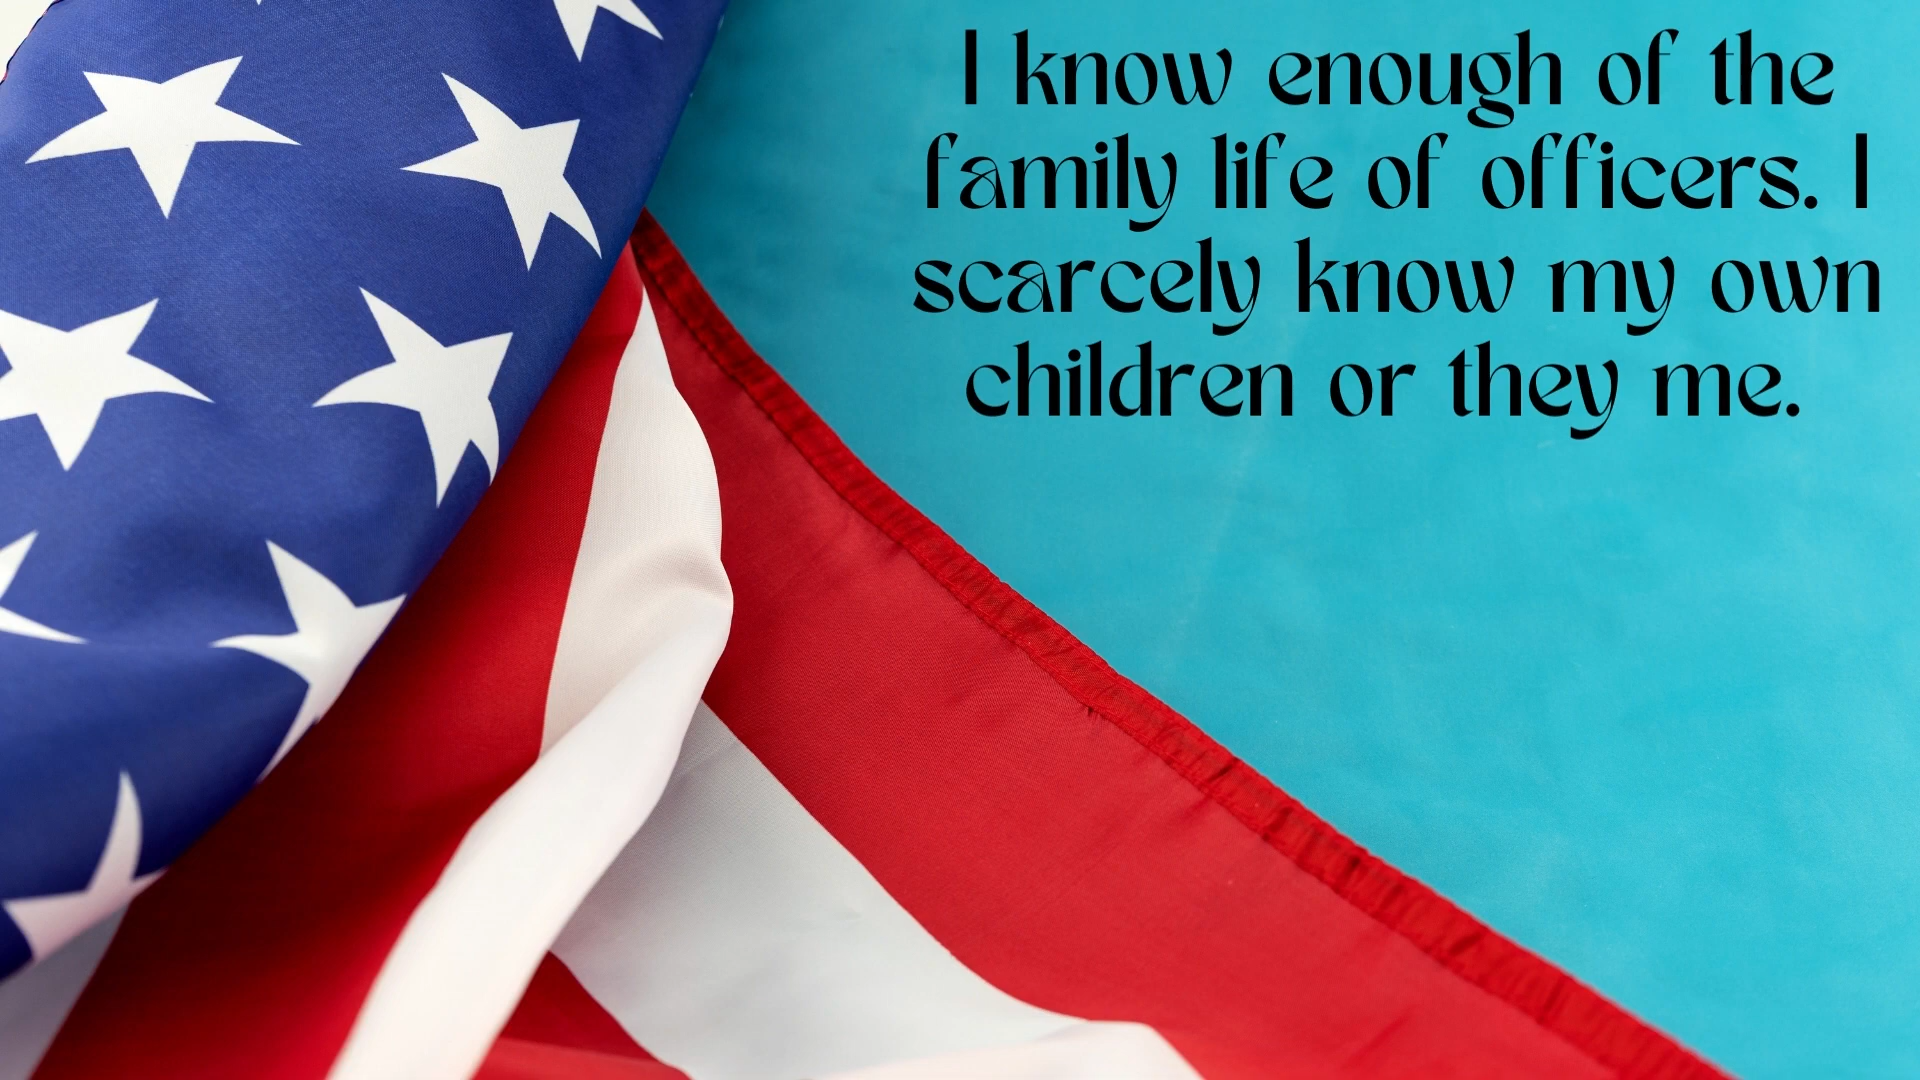 I know enough of the
family life of officers. I
scarcely know my own
children or they me.